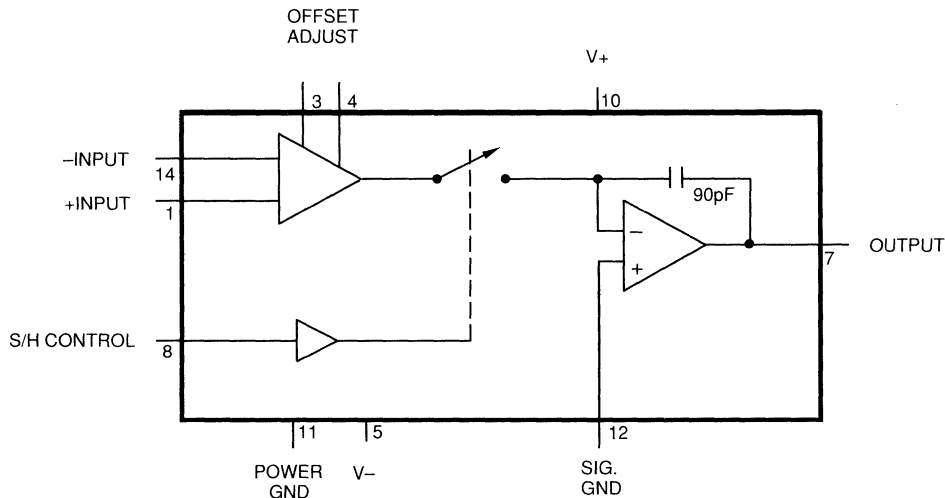 OFFSET
ADJUST
V+
3 4
10
–INPUT
14
+INPUT
1
90pF
–
+
7
OUTPUT
S/H CONTROL
8
11
5
12
POWER
GND
V–
SIG.
GND